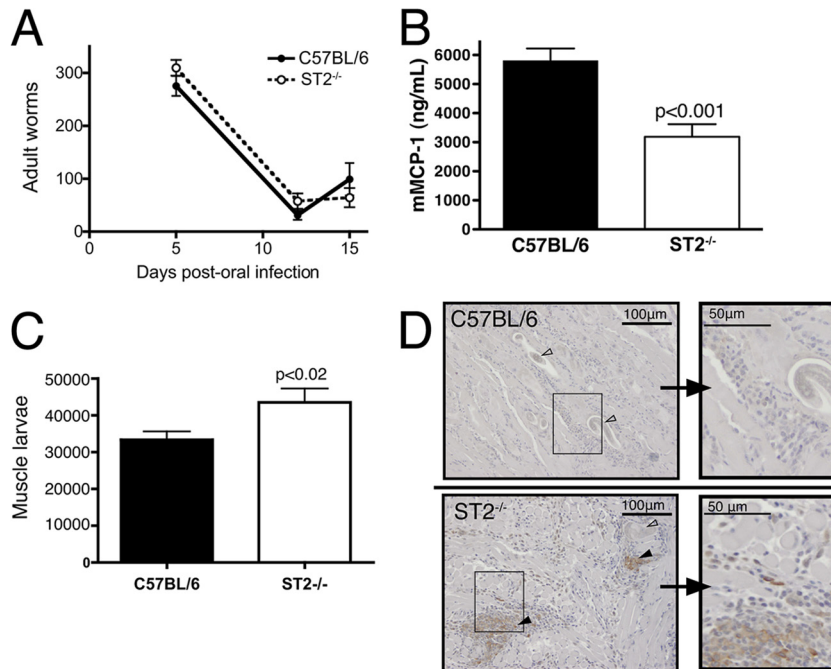 A
C57BL/6
ST2-/-
300
200
100
0
0 5 10 15
Adult worms
Days post-oral infection
B
6000
5000
4000
3000
2000
1000
0
mMCP-1 (ng/mL)
p<0.001
C57BL/6 ST2-/-
C
50000
40000
30000
20000
10000
0
Muscle larvae
p<0.02
C57BL/6 ST2-/-
D
C57BL/6
100µm
50µm
ST2-/-
100µm
50 µm